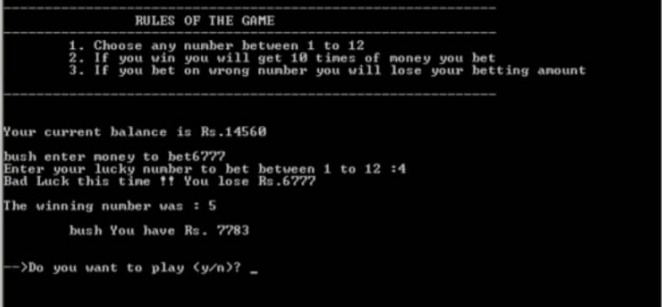 RULES OF THE GAME
1. Choose any number between 1 to 12
2. If you win you will get 10 times of money you bet
3. If you bet on wrong number you will lose your betting amount
Your current balance is Rs.14560
bush enter money to bet6777
Enter your lucky number to bet between 1 to 12 :4
Bad Luck this time !! You lose Rs.6777
The winning number was : 5
bush You have Rs. 7783
-->Do you want to play (y/n)? _